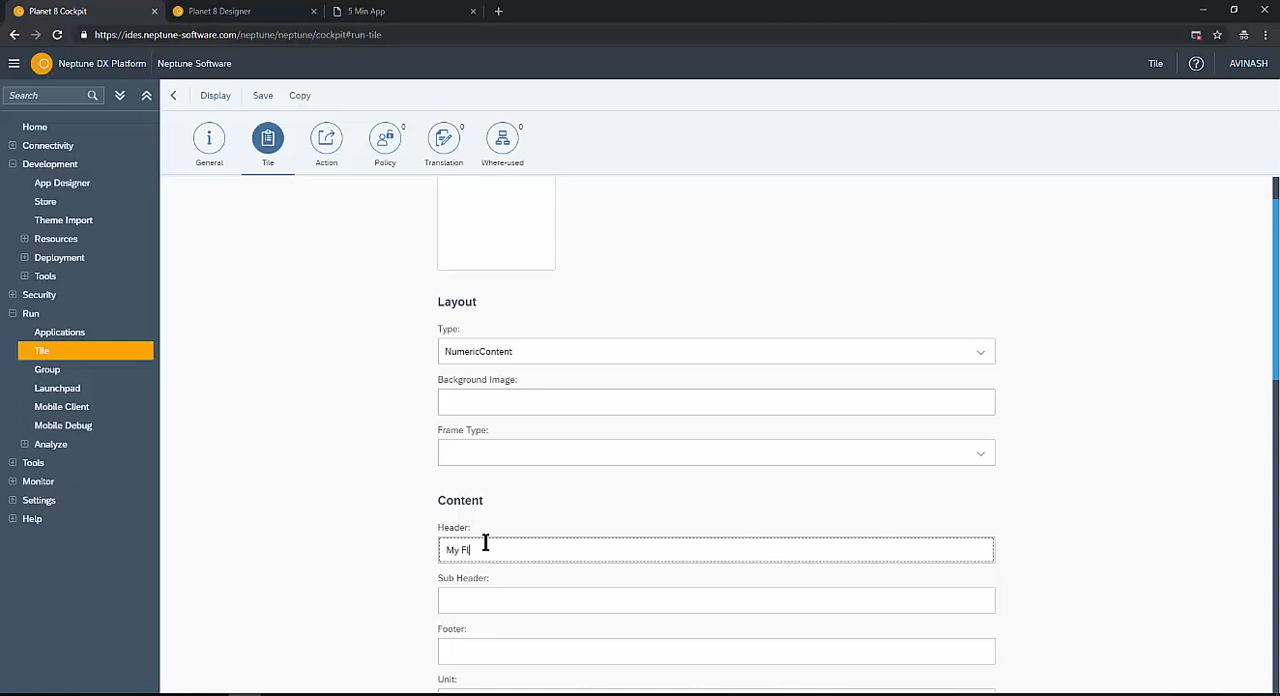 Planet 8 Cockpit
Planet 8 Designer
5 Min App
https://ides.neptune-software.com/neptune/neptune/cockpit#run-tile
Neptune DX Platform
Neptune Software
Tile
AVINASH
Search
Display
Save
Copy
Home
Connectivity
Development
App Designer
Store
Theme Import
Resources
Deployment
Tools
Security
Run
Applications
Tile
Group
Launchpad
Mobile Client
Mobile Debug
Analyze
Tools
Monitor
Settings
Help
General
Tile
Action
0
Policy
0
Translation
0
Where-used
Layout
Type:
NumericContent
Background Image:
Frame Type:
Content
Header:
My Fl
Sub Header:
Footer:
Unit: